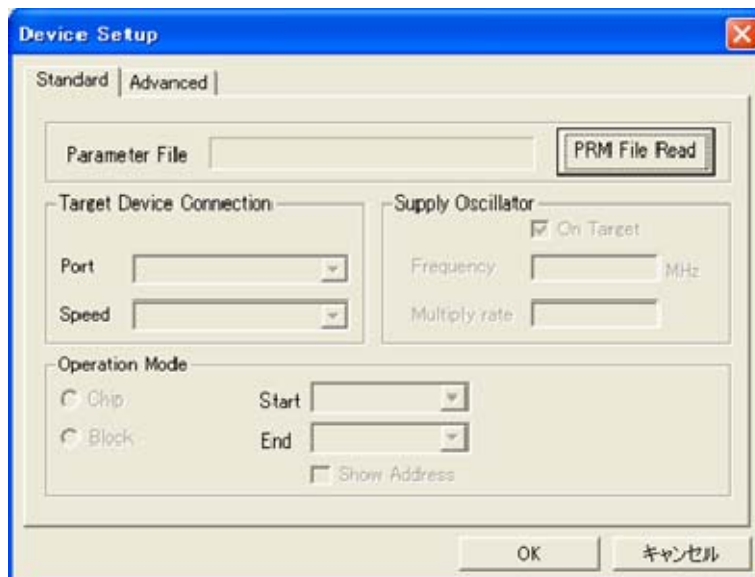 Device Setup
Standard Advanced
Parameter File PRM File Read
Target Device Connection
Port
Speed
Supply Oscillator
On Target
Frequency MHz
Multiply rate
Operation Mode
Chip Start
Block End
Show Address
OK キャンセル